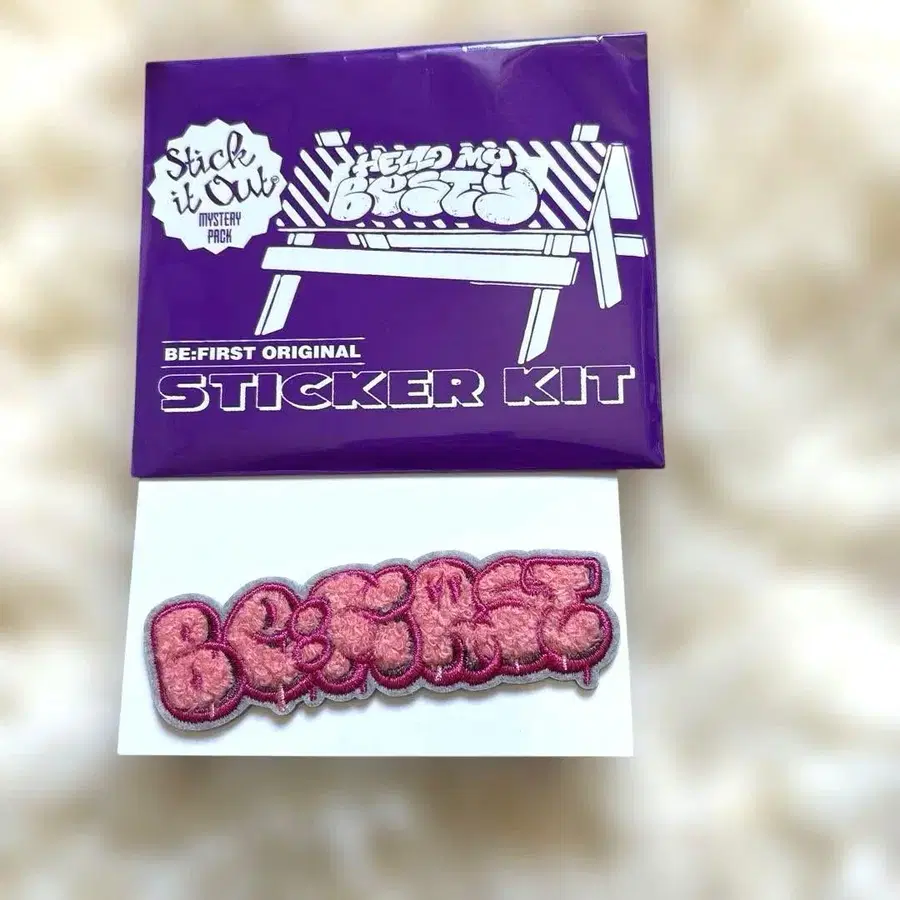 Stick
it Out
MYSTERY
PACK
HELLO MY
BESTY
BE:FIRST ORIGINAL
STICKER KIT
BE:FIRST